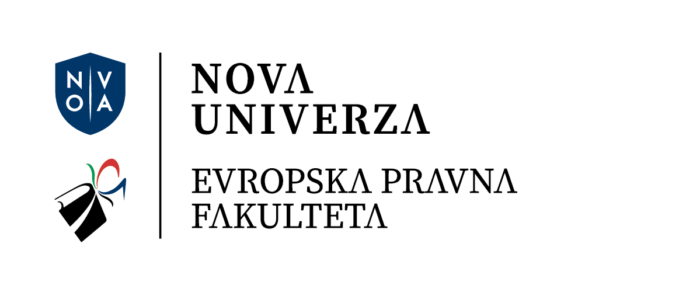 N V
O A
NOVA
UNIVERZA
EVROPSKA PRAVNA
FAKULTETA